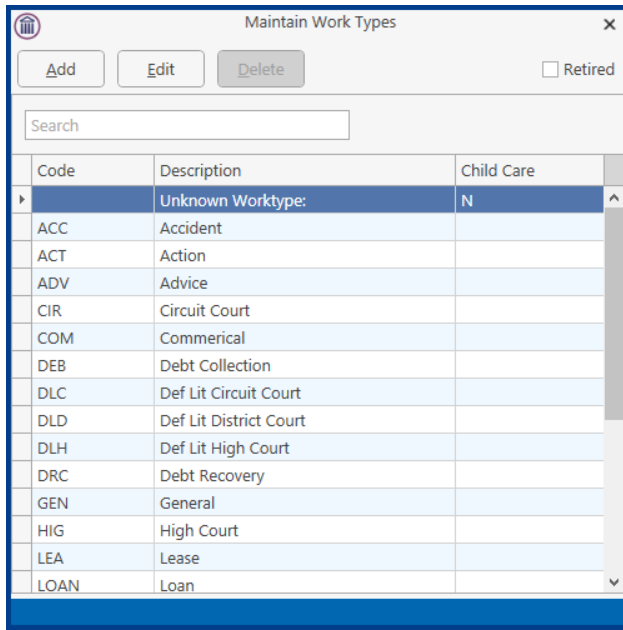 Maintain Work Types
Add Edit Delete Retired
Search
Code Description Child Care
Unknown Worktype: N
ACC Accident
ACT Action
ADV Advice
CIR Circuit Court
COM Commerical
DEB Debt Collection
DLC Def Lit Circuit Court
DLD Def Lit District Court
DLH Def Lit High Court
DRC Debt Recovery
GEN General
HIG High Court
LEA Lease
LOAN Loan